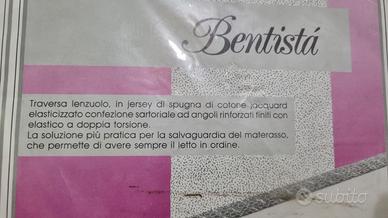 Bentistá
Traversa lenzuolo, in jersey di spugna di cotone jacquard
elasticizzato confezione sartoriale ad angoli rinforzati finiti con
elastico a doppia torsione.
La soluzione più pratica per la salvaguardia del materasso,
che permette di avere sempre il letto in ordine.
subito